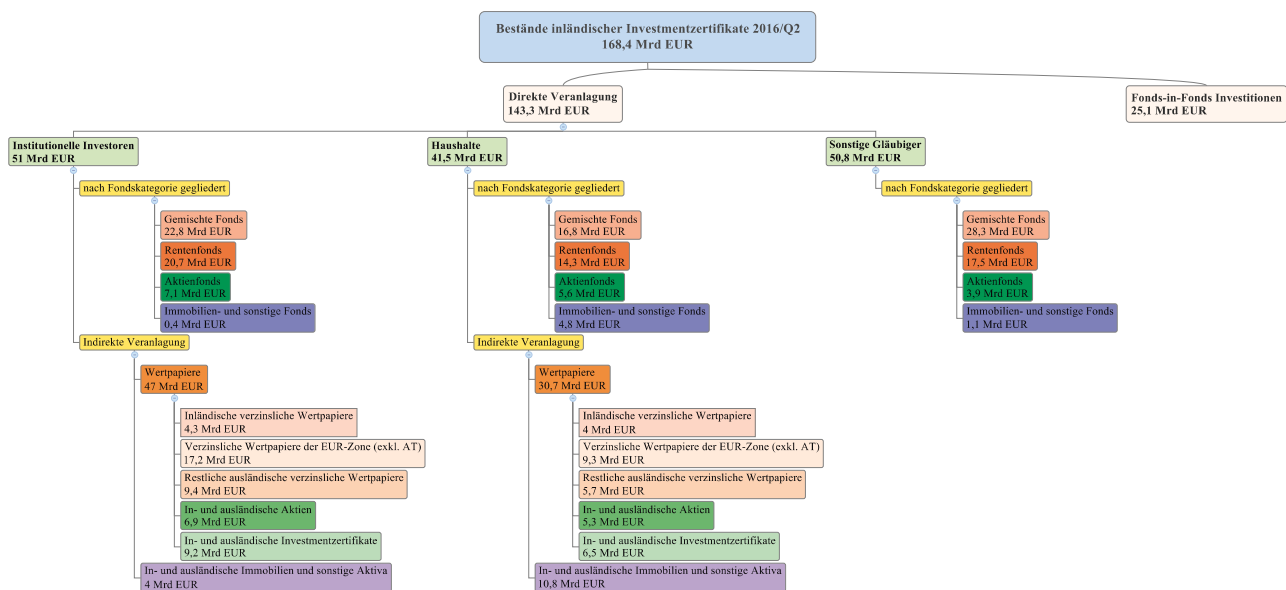 Bestände inländischer Investmentzertifikate 2016/Q2
168,4 Mrd EUR
Direkte Veranlagung
143,3 Mrd EUR
Fonds-in-Fonds Investitionen
25,1 Mrd EUR
Institutionelle Investoren
51 Mrd EUR
nach Fondskategorie gegliedert
Gemischte Fonds
22,8 Mrd EUR
Rentenfonds
20,7 Mrd EUR
Aktienfonds
7,1 Mrd EUR
Immobilien- und sonstige Fonds
0,4 Mrd EUR
Indirekte Veranlagung
Wertpapiere
47 Mrd EUR
Inländische verzinsliche Wertpapiere
4,3 Mrd EUR
Verzinsliche Wertpapiere der EUR-Zone (exkl. AT)
17,2 Mrd EUR
Restliche ausländische verzinsliche Wertpapiere
9,4 Mrd EUR
In- und ausländische Aktien
6,9 Mrd EUR
In- und ausländische Investmentzertifikate
9,2 Mrd EUR
In- und ausländische Immobilien und sonstige Aktiva
4 Mrd EUR
Haushalte
41,5 Mrd EUR
nach Fondskategorie gegliedert
Gemischte Fonds
16,8 Mrd EUR
Rentenfonds
14,3 Mrd EUR
Aktienfonds
5,6 Mrd EUR
Immobilien- und sonstige Fonds
4,8 Mrd EUR
Indirekte Veranlagung
Wertpapiere
30,7 Mrd EUR
Inländische verzinsliche Wertpapiere
4 Mrd EUR
Verzinsliche Wertpapiere der EUR-Zone (exkl. AT)
9,3 Mrd EUR
Restliche ausländische verzinsliche Wertpapiere
5,7 Mrd EUR
In- und ausländische Aktien
5,3 Mrd EUR
In- und ausländische Investmentzertifikate
6,5 Mrd EUR
In- und ausländische Immobilien und sonstige Aktiva
10,8 Mrd EUR
Sonstige Gläubiger
50,8 Mrd EUR
nach Fondskategorie gegliedert
Gemischte Fonds
28,3 Mrd EUR
Rentenfonds
17,5 Mrd EUR
Aktienfonds
3,9 Mrd EUR
Immobilien- und sonstige Fonds
1,1 Mrd EUR